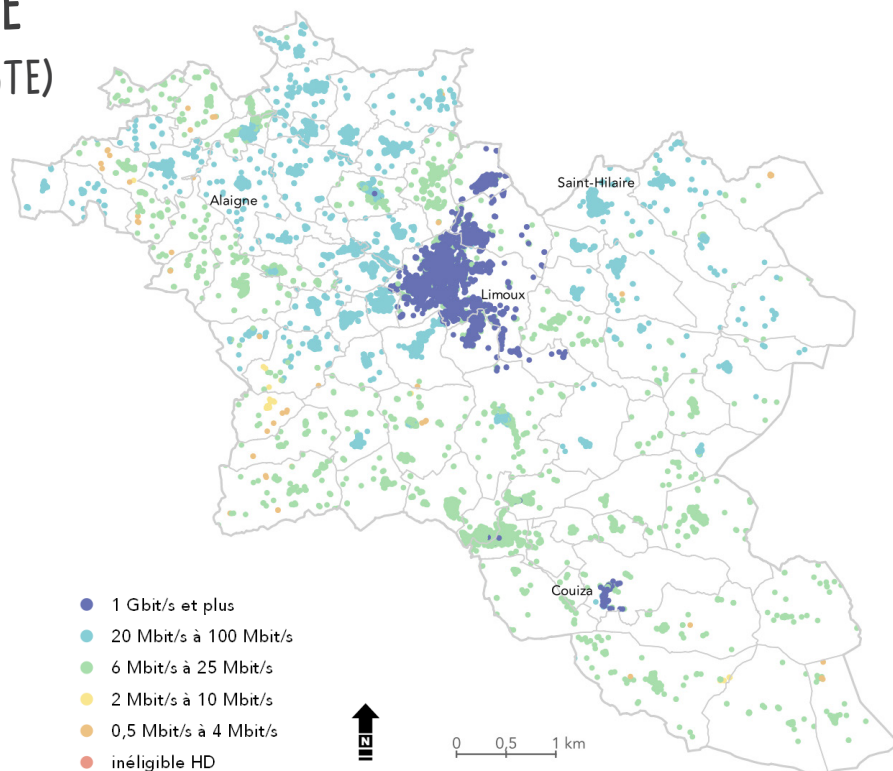 E
TE)
Saint-Hilaire
Alaigne
Limoux
Couiza
1 Gbit/s et plus
20 Mbit/s à 100 Mbit/s
6 Mbit/s à 25 Mbit/s
2 Mbit/s à 10 Mbit/s
0,5 Mbit/s à 4 Mbit/s
inéligible HD
N
0 0,5 1 km